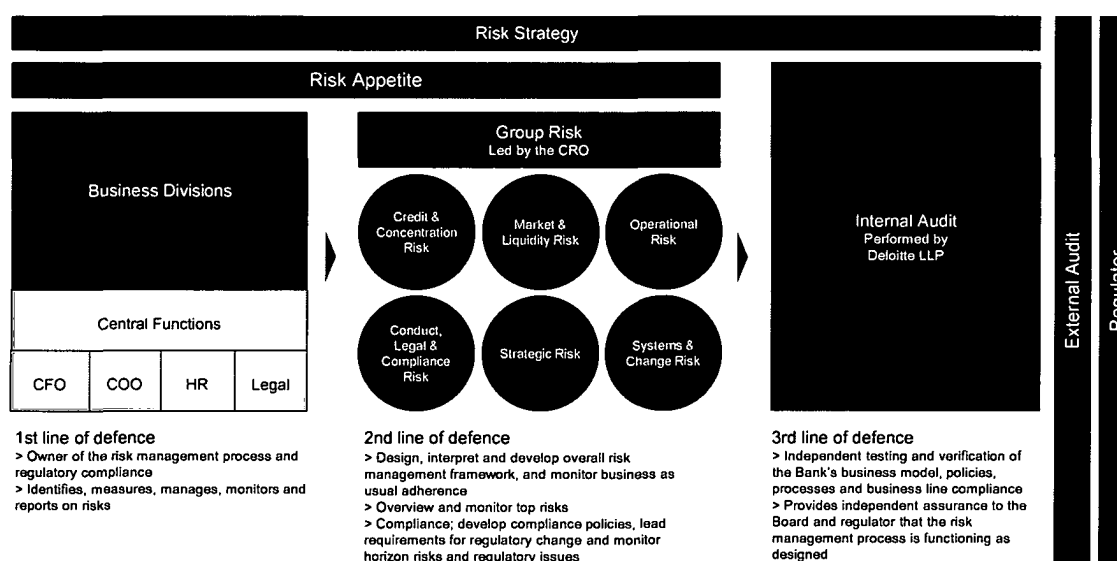 Risk Strategy
Risk Appetite
Business Divisions
Central Functions
CFO
COO
HR
Legal
1st line of defence
> Owner of the risk management process and
regulatory compliance
> Identifies, measures, manages, monitors and
reports on risks
Group Risk
Led by the CRO
Credit &
Concentration
Risk
Market &
Liquidity Risk
Operational
Risk
Conduct,
Legal &
Compliance
Risk
Strategic Risk
Systems &
Change Risk
2nd line of defence
> Design, interpret and develop overall risk
management framework, and monitor business as
usual adherence
> Overview and monitor top risks
> Compliance; develop compliance policies, lead
requirements for regulatory change and monitor
horizon risks and regulatory issues
Internal Audit
Performed by
Deloitte LLP
3rd line of defence
> Independent testing and verification of
the Bank's business model, policies,
processes and business line compliance
> Provides independent assurance to the
Board and regulator that the risk
management process is functioning as
designed
External Audit
Regulator